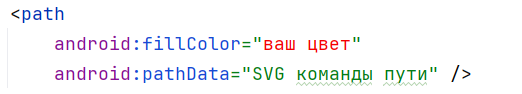 <path
android:fillColor="ваш цвет"
android:pathData="SVG команды пути" />